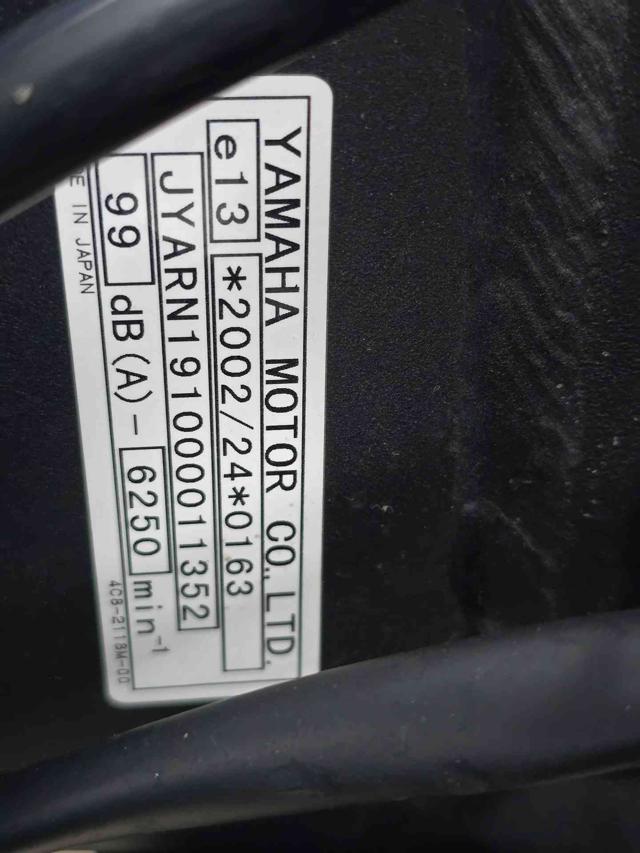 YAMAHA MOTOR CO., LTD.
e13 *2002/24*0163
JYARN191000011352
99 dB(A) - 6250 min⁻¹
IN JAPAN 4C8-2118M-00